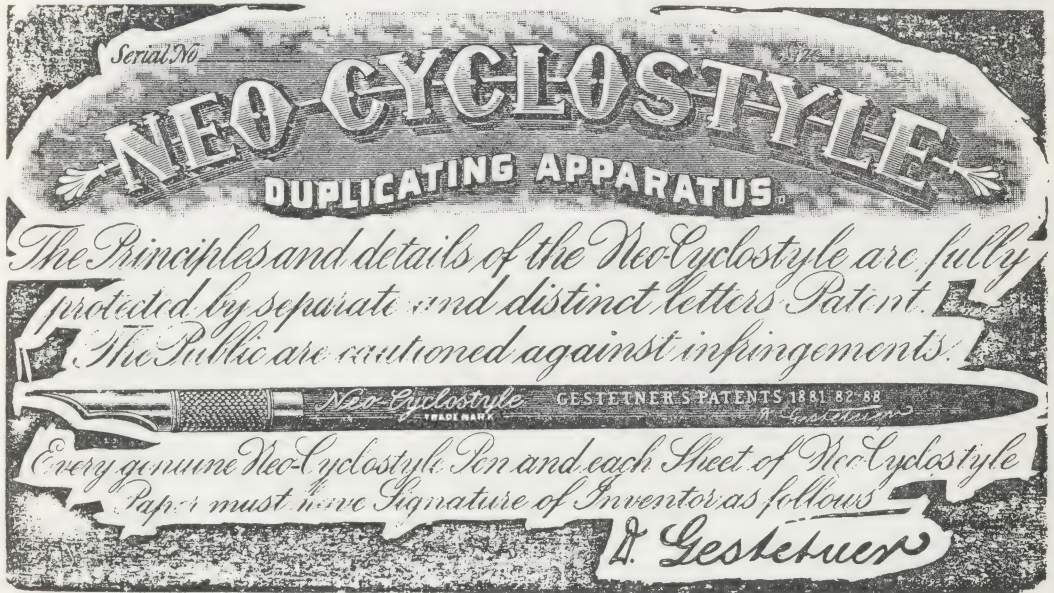 Serial No Size
NEO CYCLOSTYLE
DUPLICATING APPARATUS.
The Principles and details of the Neo-Cyclostyle are fully
protected by separate and distinct letters Patent.
The Public are cautioned against infringements.
Neo-Cyclostyle GESTETNER'S PATENTS 1881·82-88
TRADE MARK D. Gestetner
Every genuine Neo-Cyclostyle Pen and each Sheet of Neo-Cyclostyle
Paper must have Signature of Inventor as follows
D. Gestetner